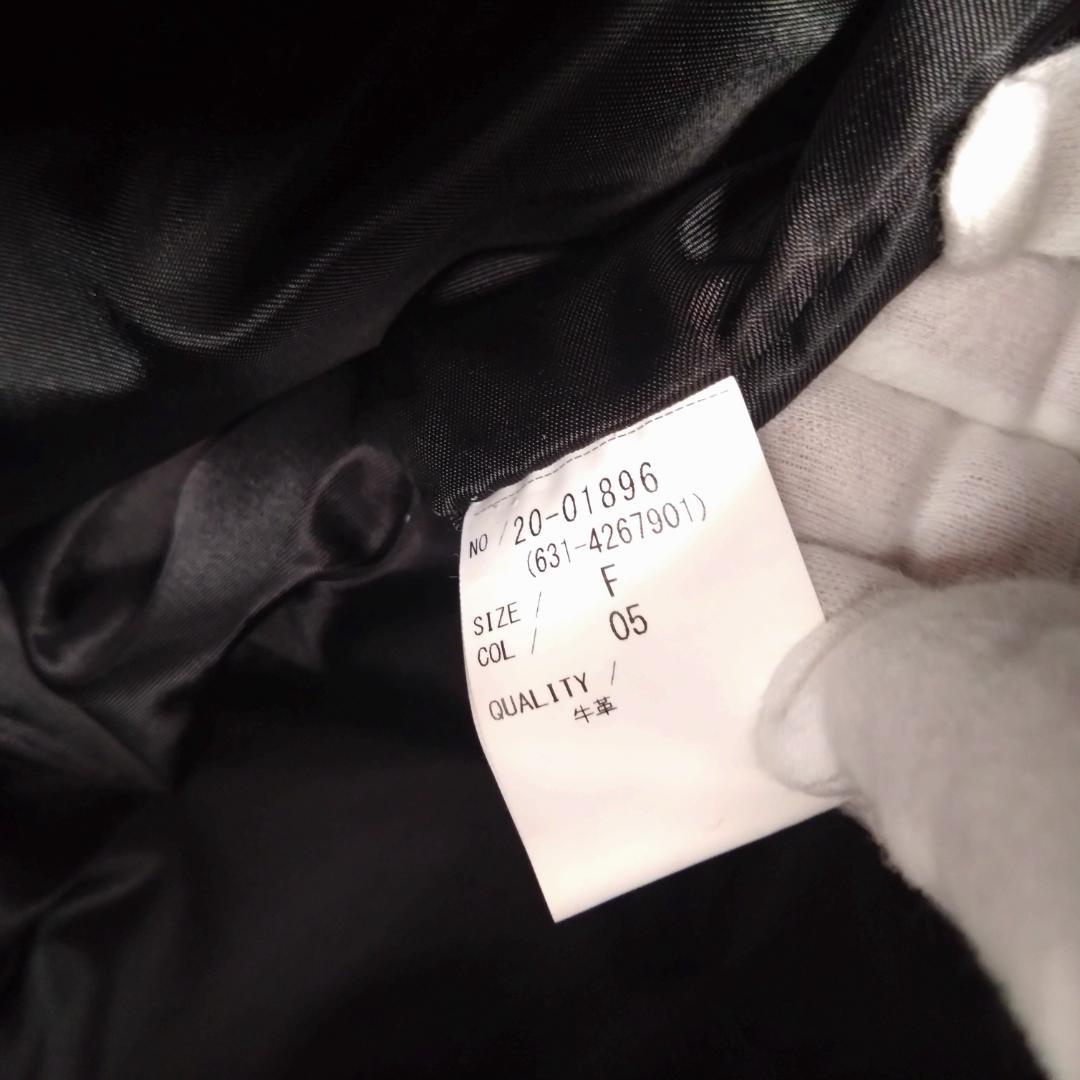 NO / 20-01896
(631-4267901)
SIZE / F
COL / 05
QUALITY /
牛革